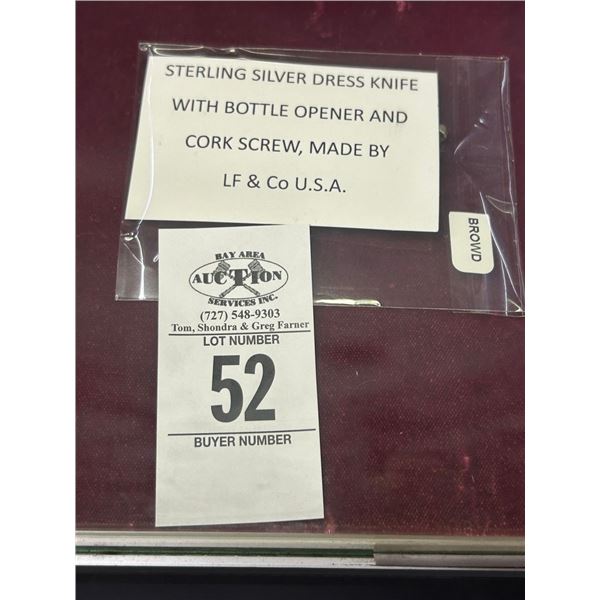 STERLING SILVER DRESS KNIFE
WITH BOTTLE OPENER AND
CORK SCREW, MADE BY
LF & Co U.S.A.
BROWD
BAY AREA
AUCTION
SERVICES INC.
(727) 548-9303
Tom, Shondra & Greg Farner
LOT NUMBER
52
BUYER NUMBER